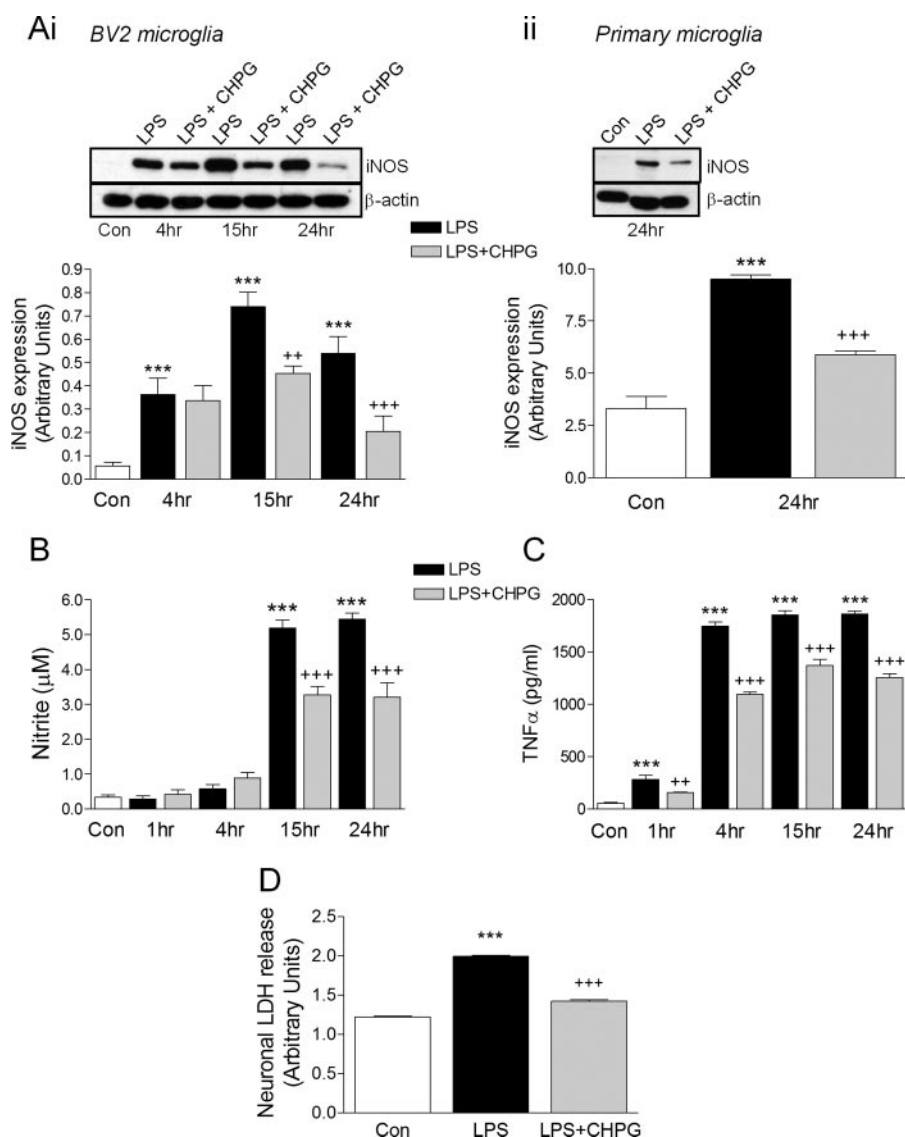 Ai BV2 microglia
LPS
LPS + CHPG
LPS
LPS + CHPG
LPS
LPS + CHPG
iNOS
β-actin
Con 4hr 15hr 24hr
LPS
LPS+CHPG
iNOS expression
(Arbitrary Units)
0.9
0.8
0.7
0.6
0.5
0.4
0.3
0.2
0.1
0.0
***
***
++
***
+++
Con 4hr 15hr 24hr
ii Primary microglia
Con
LPS
LPS + CHPG
iNOS
β-actin
24hr
iNOS expression
(Arbitrary Units)
10.0
7.5
5.0
2.5
0.0
***
+++
Con 24hr
B
LPS
LPS+CHPG
Nitrite (μM)
6.0
5.0
4.0
3.0
2.0
1.0
0.0
***
+++
***
+++
Con 1hr 4hr 15hr 24hr
C
TNFα (pg/ml)
2000
1500
1000
500
0
***
++
***
+++
***
+++
***
+++
Con 1hr 4hr 15hr 24hr
D
Neuronal LDH release
(Arbitrary Units)
2.5
2.0
1.5
1.0
0.5
0.0
***
+++
Con LPS LPS+CHPG